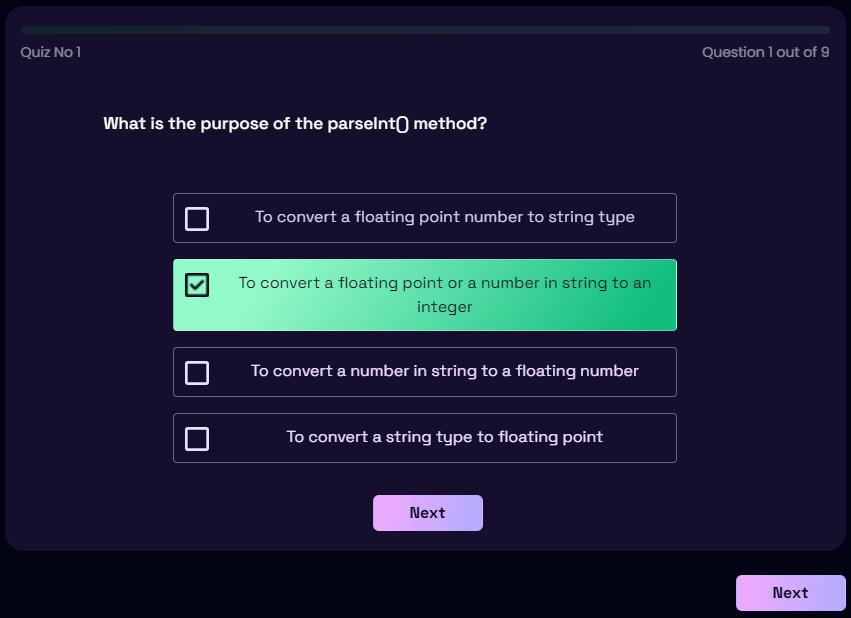 Quiz No 1
Question 1 out of 9
What is the purpose of the parseInt() method?
To convert a floating point number to string type
To convert a floating point or a number in string to an
integer
To convert a number in string to a floating number
To convert a string type to floating point
Next
Next